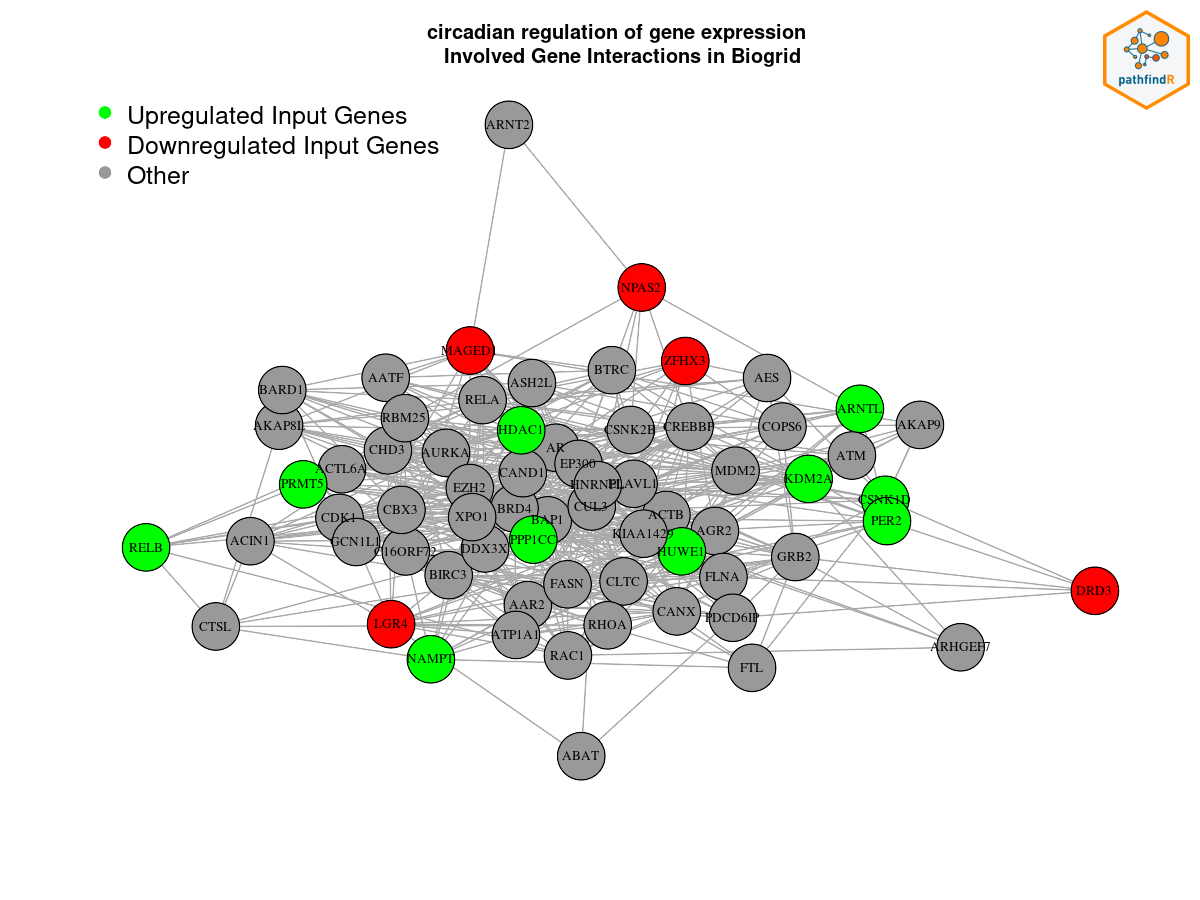 circadian regulation of gene expression
Involved Gene Interactions in Biogrid
pathfindR
Upregulated Input Genes
Downregulated Input Genes
Other
ARNT2
NPAS2
MAGED1
ZFHX3
BTRC
AATF
ASH2L
AES
BARD1
RELA
ARNTL
RBM25
AKAP8L
HDAC1
CSNK2B
CREBBP
COPS6
AKAP9
CHD3
AURKA
AR
ATM
EP300
ACTL6A
CAND1
MDM2
KDM2A
PRMT5
EZH2
HNRNPL
ELAVL1
CSNK1D
CBX3
BRD4
CUL3
CDK1
XPO1
BAP1
ACTB
PER2
KIAA1429
AGR2
ACIN1
GCN1L1
PPP1CC
RELB
C16ORF72
DDX3X
HUWE1
GRB2
BIRC3
FASN
CLTC
FLNA
DRD3
AAR2
CANX
PDCD6IP
CTSL
LGR4
RHOA
ATP1A1
ARHGEF7
NAMPT
RAC1
FTL
ABAT